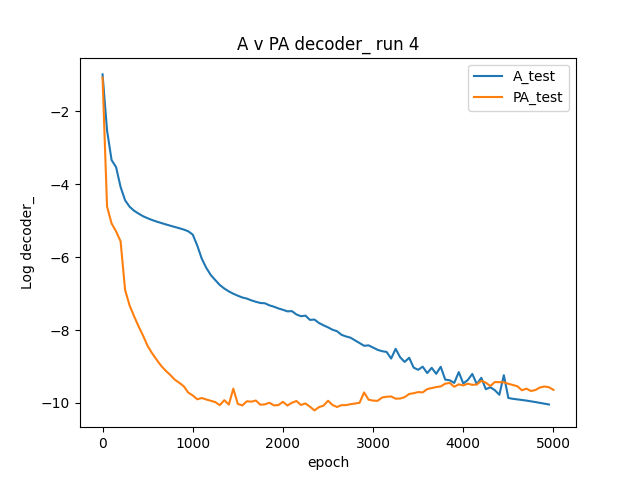 A v PA decoder_ run 4
A_test
PA_test
Log decoder_
−2
−4
−6
−8
−10
0
1000
2000
3000
4000
5000
epoch